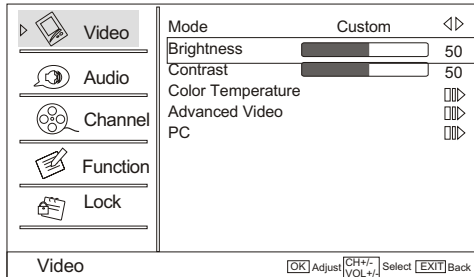 Video
Audio
Channel
Function
Lock
Mode Custom
Brightness 50
Contrast 50
Color Temperature
Advanced Video
PC
Video
OK Adjust CH+/- VOL+/- Select EXIT Back